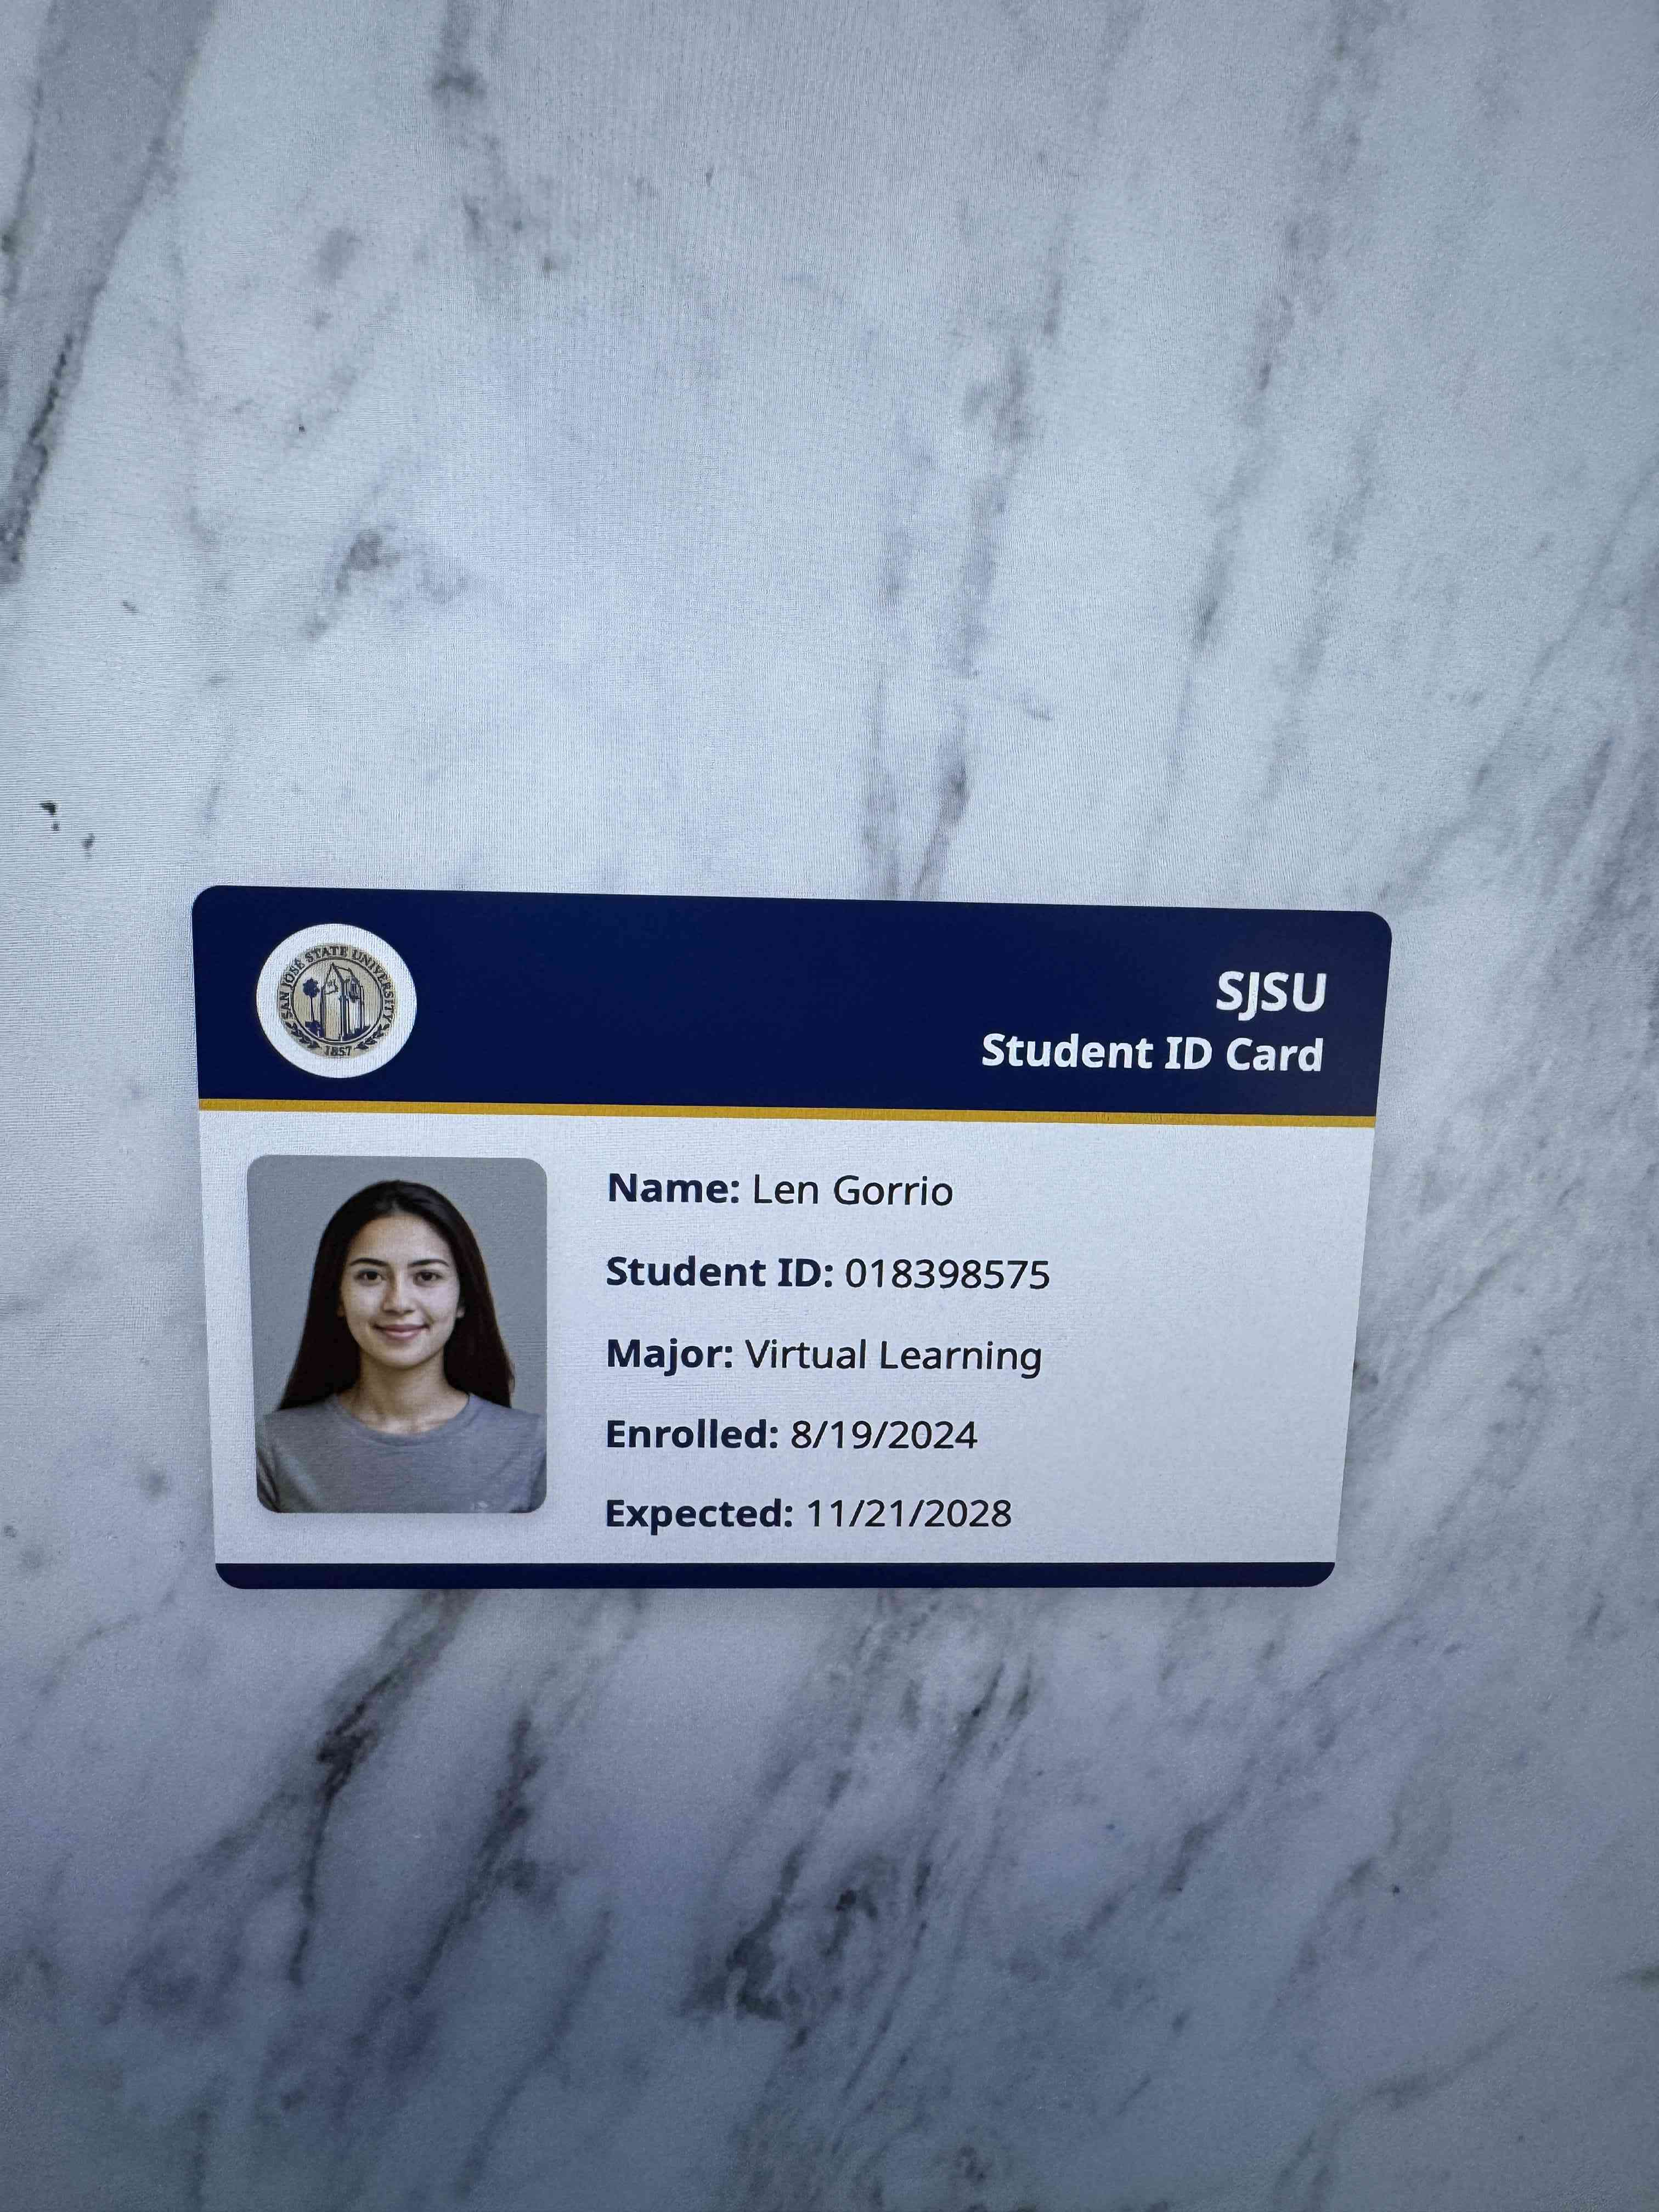 SAN JOSÉ STATE UNIVERSITY
1857
SJSU
Student ID Card
Name: Len Gorrio
Student ID: 018398575
Major: Virtual Learning
Enrolled: 8/19/2024
Expected: 11/21/2028